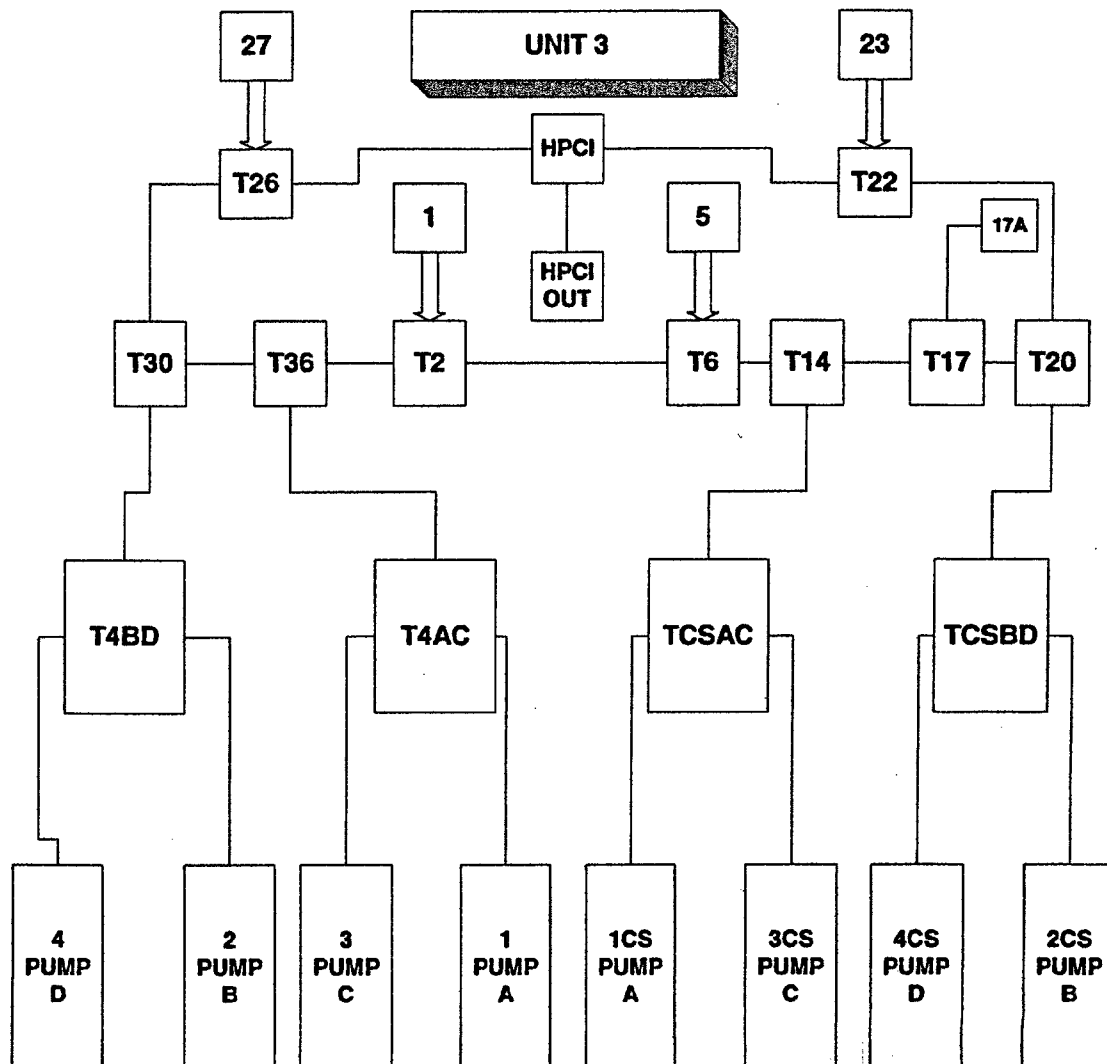 27
UNIT 3
23
HPCI
T26
T22
1
5
17A
HPCI
OUT
T30
T36
T2
T6
T14
T17
T20
T4BD
T4AC
TCSAC
TCSBD
4
PUMP
D
2
PUMP
B
3
PUMP
C
1
PUMP
A
1CS
PUMP
A
3CS
PUMP
C
4CS
PUMP
D
2CS
PUMP
B